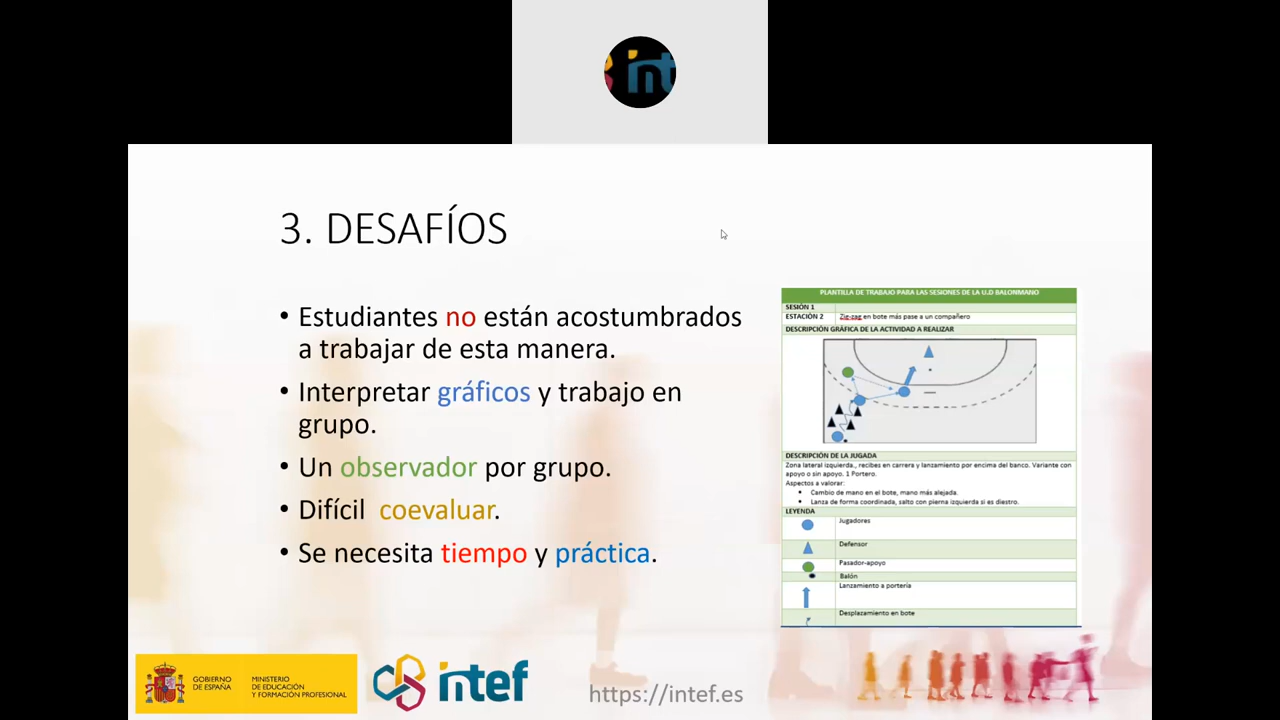 int
3. DESAFÍOS
• Estudiantes no están acostumbrados
a trabajar de esta manera.
• Interpretar gráficos y trabajo en
grupo.
• Un observador por grupo.
• Difícil coevaluar.
• Se necesita tiempo y práctica.
PLANTILLA DE TRABAJO PARA LAS SESIONES DE LA U.D BALONMANO
SESIÓN 1
ESTACIÓN 2 Zig-zag en bote más pase a un compañero
DESCRIPCIÓN GRÁFICA DE LA ACTIVIDAD A REALIZAR
DESCRIPCIÓN DE LA JUGADA
Zona lateral izquierda., recibes en carrera y lanzamiento por encima del banco. Variante con
apoyo o sin apoyo. 1 Portero.
Aspectos a valorar:
• Cambio de mano en el bote, mano más alejada.
• Lanza de forma coordinada, salto con pierna izquierda si es diestro.
LEYENDA
Jugadores
Defensor
Pasador-apoyo
Balón
Lanzamiento a portería
Desplazamiento en bote
GOBIERNO
DE ESPAÑA
MINISTERIO
DE EDUCACIÓN
Y FORMACIÓN PROFESIONAL
intef
https://intef.es